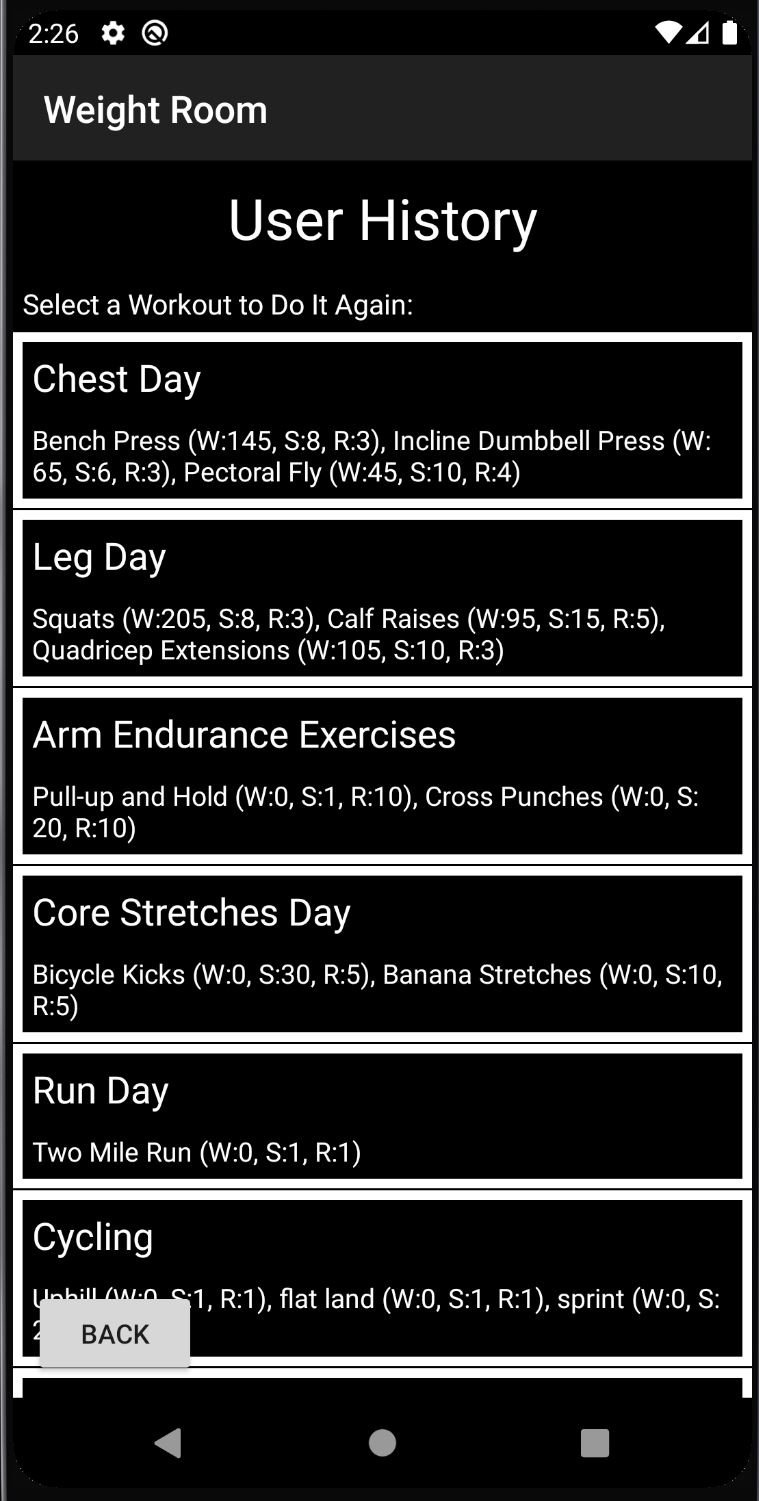 2:26
Weight Room
User History
Select a Workout to Do It Again:
Chest Day
Bench Press (W:145, S:8, R:3), Incline Dumbbell Press (W:
65, S:6, R:3), Pectoral Fly (W:45, S:10, R:4)
Leg Day
Squats (W:205, S:8, R:3), Calf Raises (W:95, S:15, R:5),
Quadricep Extensions (W:105, S:10, R:3)
Arm Endurance Exercises
Pull-up and Hold (W:0, S:1, R:10), Cross Punches (W:0, S:
20, R:10)
Core Stretches Day
Bicycle Kicks (W:0, S:30, R:5), Banana Stretches (W:0, S:10,
R:5)
Run Day
Two Mile Run (W:0, S:1, R:1)
Cycling
Uphill (W:0, S:1, R:1), flat land (W:0, S:1, R:1), sprint (W:0, S:
BACK